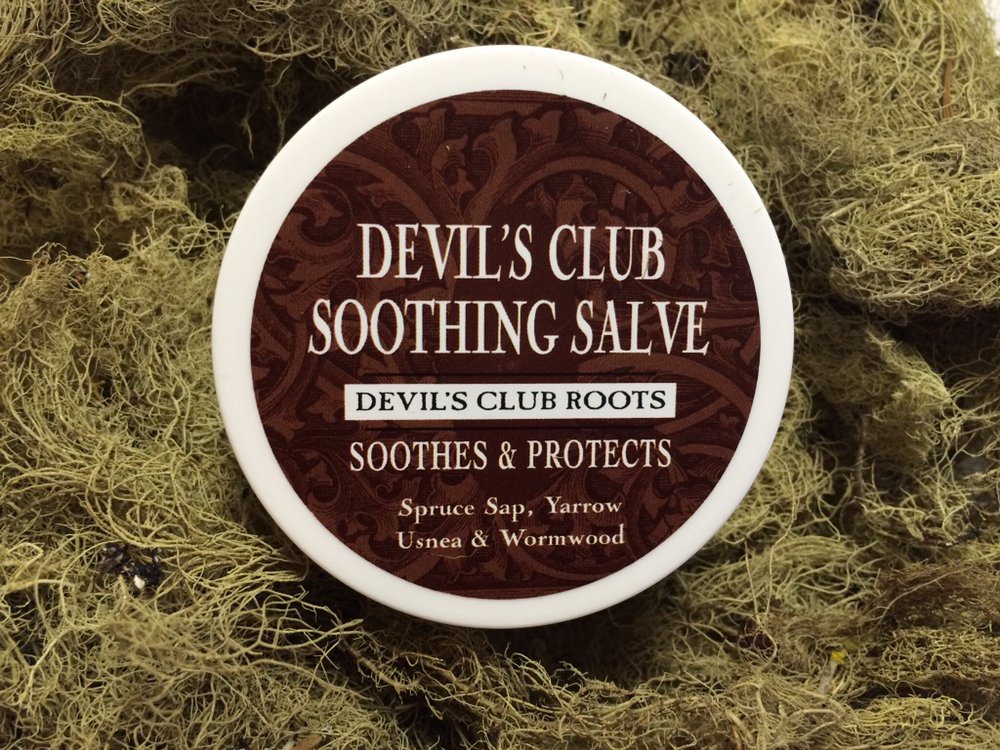 DEVIL'S CLUB
SOOTHING SALVE
DEVIL'S CLUB ROOTS
SOOTHES & PROTECTS
Spruce Sap, Yarrow
Usnea & Wormwood